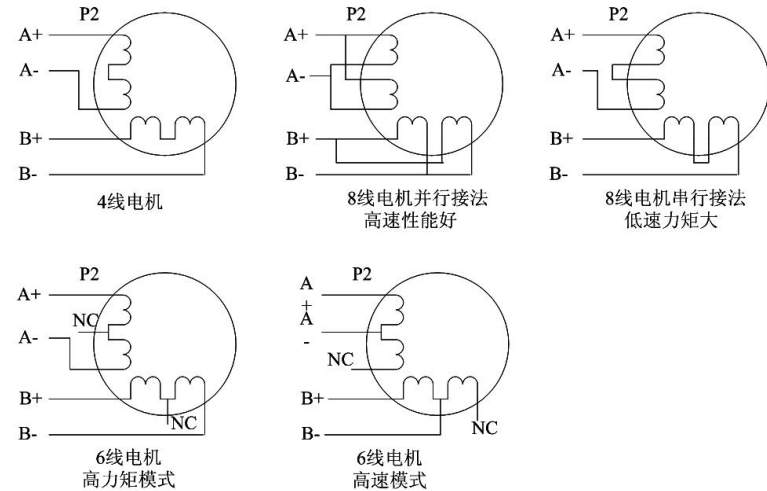 P2
A+
A-
B+
B-
4线电机
P2
A+
A-
B+
B-
8线电机并行接法
高速性能好
P2
A+
A-
B+
B-
8线电机串行接法
低速力矩大
P2
A+
NC
A-
B+
NC
B-
6线电机
高力矩模式
P2
A
+
A
-
NC
B+
NC
B-
6线电机
高速模式